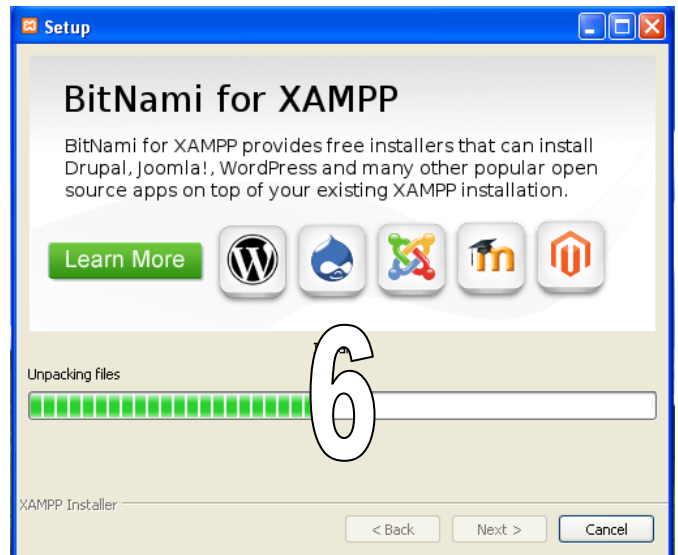 Setup
BitNami for XAMPP
BitNami for XAMPP provides free installers that can install
Drupal, Joomla!, WordPress and many other popular open
source apps on top of your existing XAMPP installation.
Learn More
6
Unpacking files
XAMPP Installer
< Back Next > Cancel